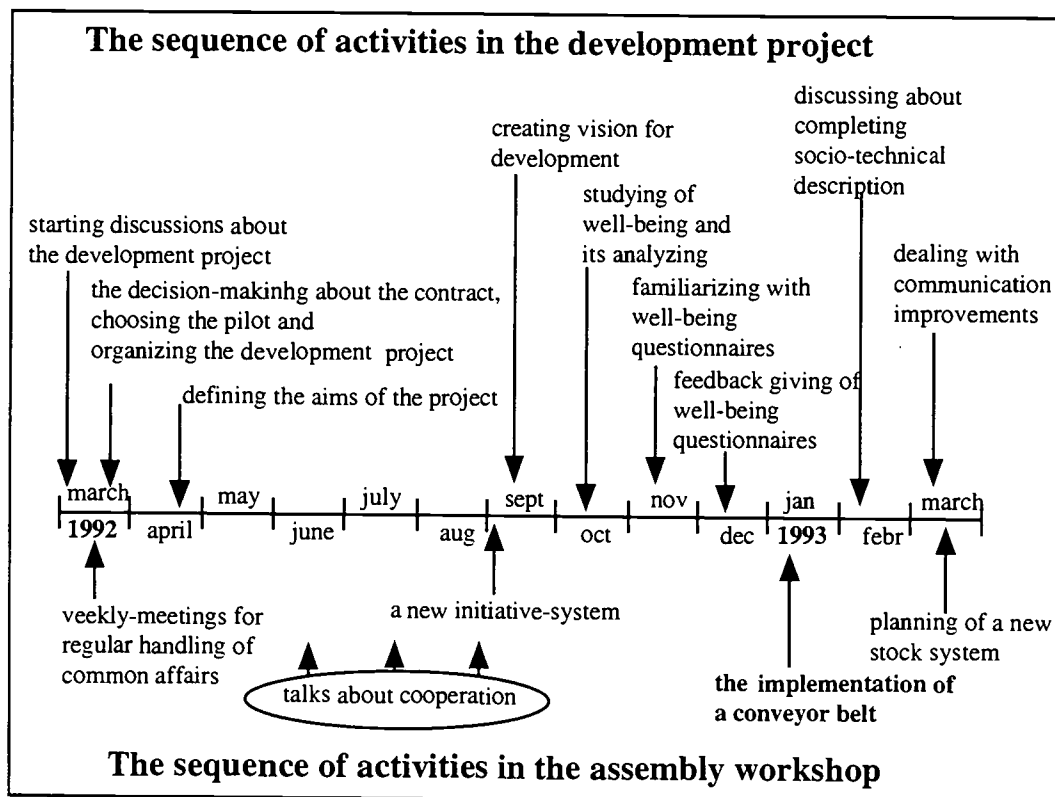 The sequence of activities in the development project
discussing about
completing
socio-technical
description
creating vision for
development
studying of
well-being and
its analyzing
starting discussions about
the development project
dealing with
communication
improvements
the decision-makinhg about the contract,
choosing the pilot and
organizing the development project
familiarizing with
well-being
questionnaires
defining the aims of the project
feedback giving of
well-being
questionnaires
march
may
july
sept
nov
jan
march
1992
april
june
aug
oct
dec
1993
febr
veekly-meetings for
regular handling of
common affairs
a new initiative-system
talks about cooperation
planning of a new
stock system
the implementation of
a conveyor belt
The sequence of activities in the assembly workshop